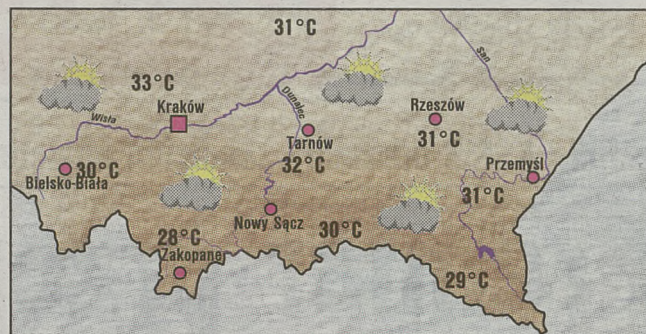 31°C
33°C
Kraków
Wisła
Dunajec
San
Rzeszów
31°C
Tarnów
32°C
Przemyśl
31°C
30°C
Bielsko-Biała
Nowy Sącz
30°C
28°C
Zakopane
29°C